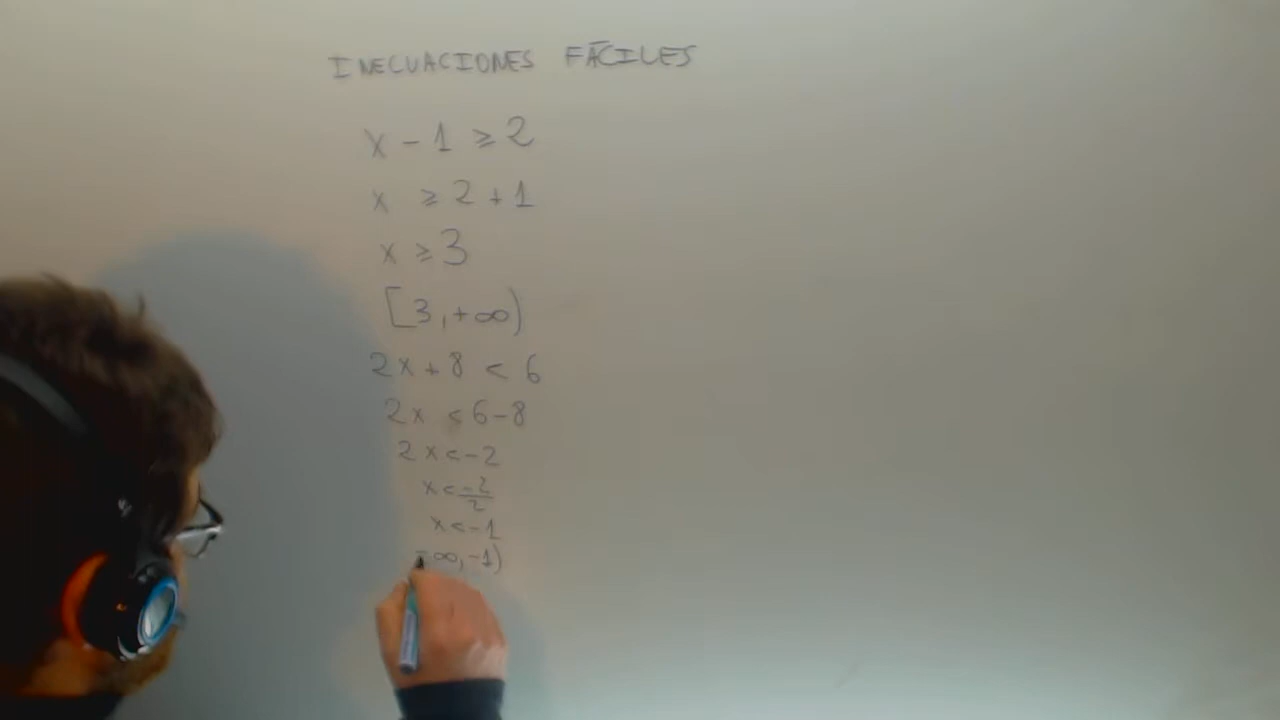 INECUACIONES FÁCILES
x - 1 ≥ 2
x ≥ 2 + 1
x ≥ 3
[3, +∞)
2x + 8 < 6
2x < 6 - 8
2x < -2
x < -2/2
x < -1
-∞, -1)